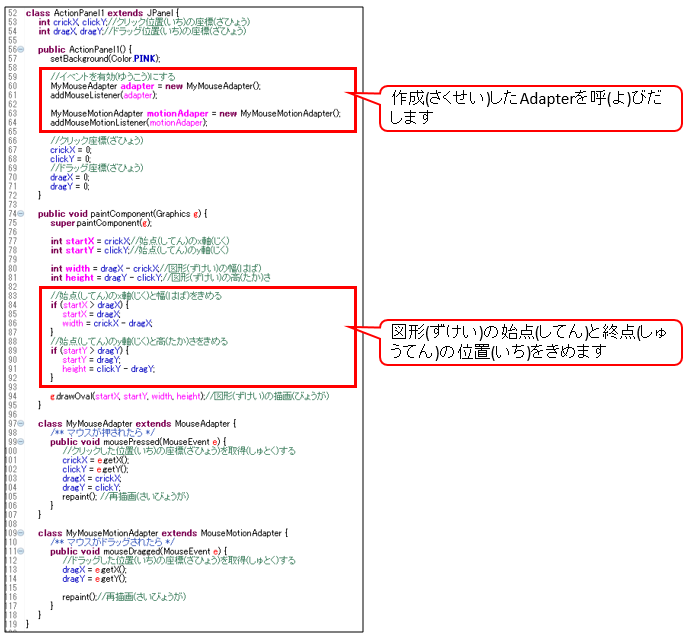 52 class ActionPanel1 extends JPanel {
53 int crickX, clickY;//クリック位置(いち)の座標(ざひょう)
54 int dragX, dragY;//ドラッグ位置(いち)の座標(ざひょう)
55
56 public ActionPanel1() {
57 setBackground(Color.PINK);
58
59 //イベントを有効(ゆうこう)にする
60 MyMouseAdapter adapter = new MyMouseAdapter();
61 addMouseListener(adapter);
62
63 MyMouseMotionAdapter motionAdaper = new MyMouseMotionAdapter();
64 addMouseMotionListener(motionAdaper);
65
66 //クリック座標(ざひょう)
67 crickX = 0;
68 clickY = 0;
69 //ドラッグ座標(ざひょう)
70 dragX = 0;
71 dragY = 0;
72 }
73
74 public void paintComponent(Graphics g) {
75 super.paintComponent(g);
76
77 int startX = crickX;//始点(してん)のx軸(じく)
78 int startY = clickY;//始点(してん)のy軸(じく)
79
80 int width = dragX - crickX;//図形(ずけい)の幅(はば)
81 int height = dragY - clickY;//図形(ずけい)の高(たか)さ
82
83 //始点(してん)のx軸(じく)と幅(はば)をきめる
84 if (startX > dragX) {
85 startX = dragX;
86 width = crickX - dragX;
87 }
88 //始点(してん)のy軸(じく)と高(たか)さをきめる
89 if (startY > dragY) {
90 startY = dragY;
91 height = clickY - dragY;
92 }
93
94 g.drawOval(startX, startY, width, height);//図形(ずけい)の描画(びょうが)
95 }
96
97 class MyMouseAdapter extends MouseAdapter {
98 /** マウスが押されたら */
99 public void mousePressed(MouseEvent e) {
100 //クリックした位置(いち)の座標(ざひょう)を取得(しゅとく)する
101 crickX = e.getX();
102 clickY = e.getY();
103 dragX = crickX;
104 dragY = clickY;
105 repaint(); //再描画(さいびょうが)
106 }
107 }
108
109 class MyMouseMotionAdapter extends MouseMotionAdapter {
110 /** マウスがドラッグされたら */
111 public void mouseDragged(MouseEvent e) {
112 //ドラッグした位置(いち)の座標(ざひょう)を取得(しゅとく)する
113 dragX = e.getX();
114 dragY = e.getY();
115
116 repaint();//再描画(さいびょうが)
117 }
118 }
119 }
作成(さくせい)したAdapterを呼(よ)びだ
します
図形(ずけい)の始点(してん)と終点(しゅ
うてん)の位置(いち)をきめます